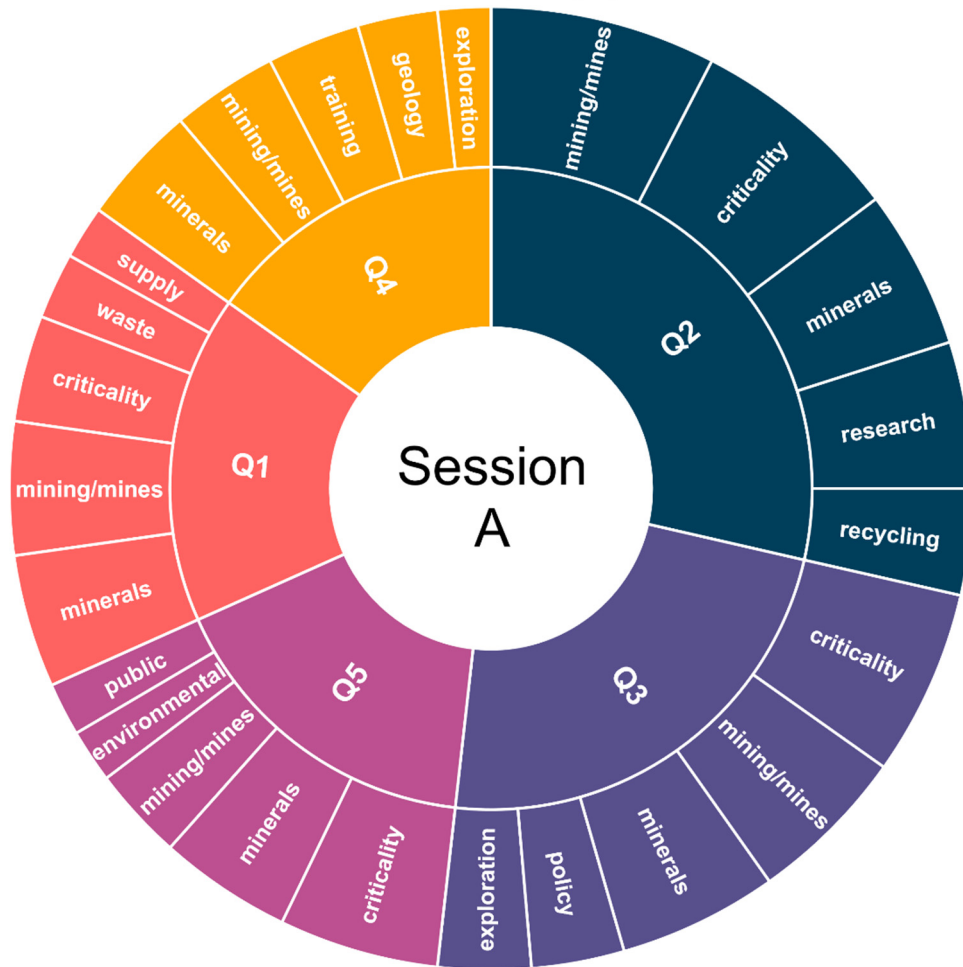 Session
A
Q2
mining/mines
criticality
minerals
research
recycling
Q3
criticality
mining/mines
minerals
policy
exploration
Q5
criticality
minerals
mining/mines
environmental
public
Q1
minerals
mining/mines
criticality
waste
supply
Q4
minerals
mining/mines
training
geology
exploration